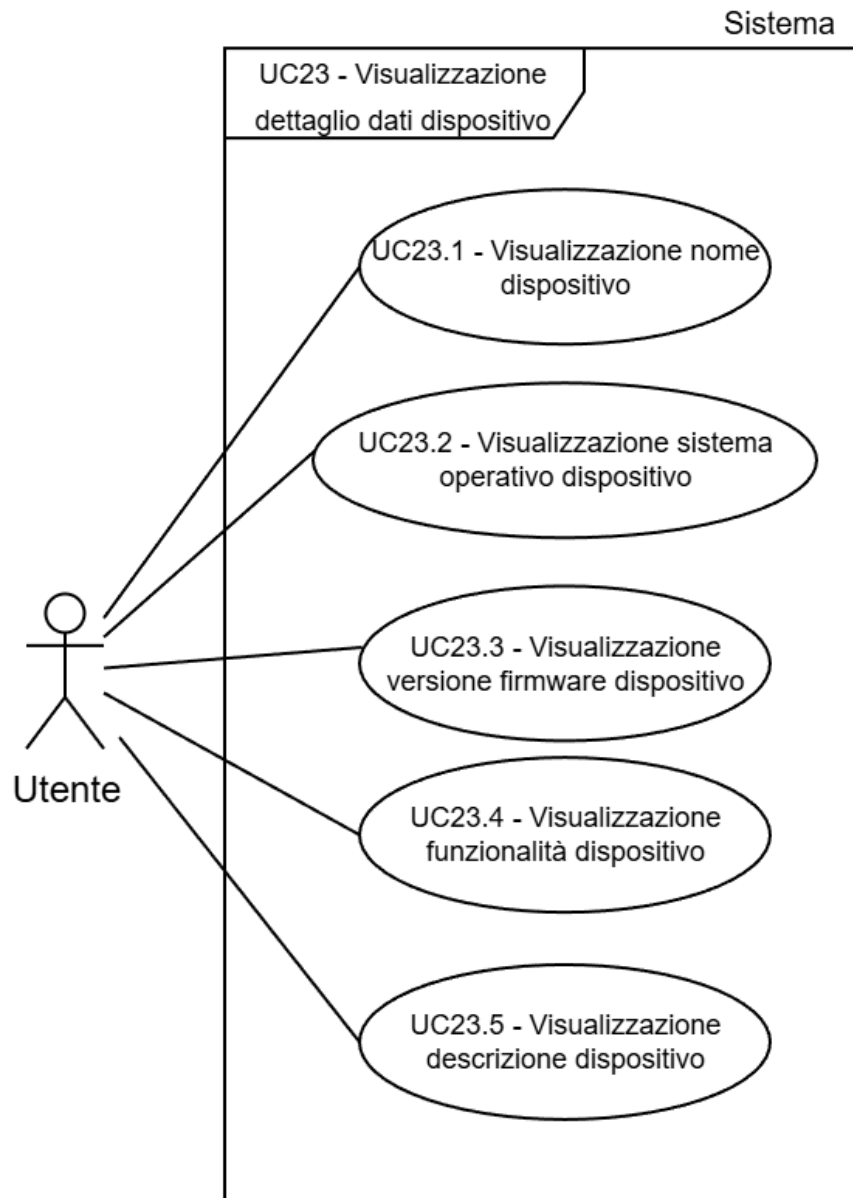 Sistema
UC23 - Visualizzazione
dettaglio dati dispositivo
UC23.1 - Visualizzazione nome
dispositivo
UC23.2 - Visualizzazione sistema
operativo dispositivo
UC23.3 - Visualizzazione
versione firmware dispositivo
Utente
UC23.4 - Visualizzazione
funzionalità dispositivo
UC23.5 - Visualizzazione
descrizione dispositivo